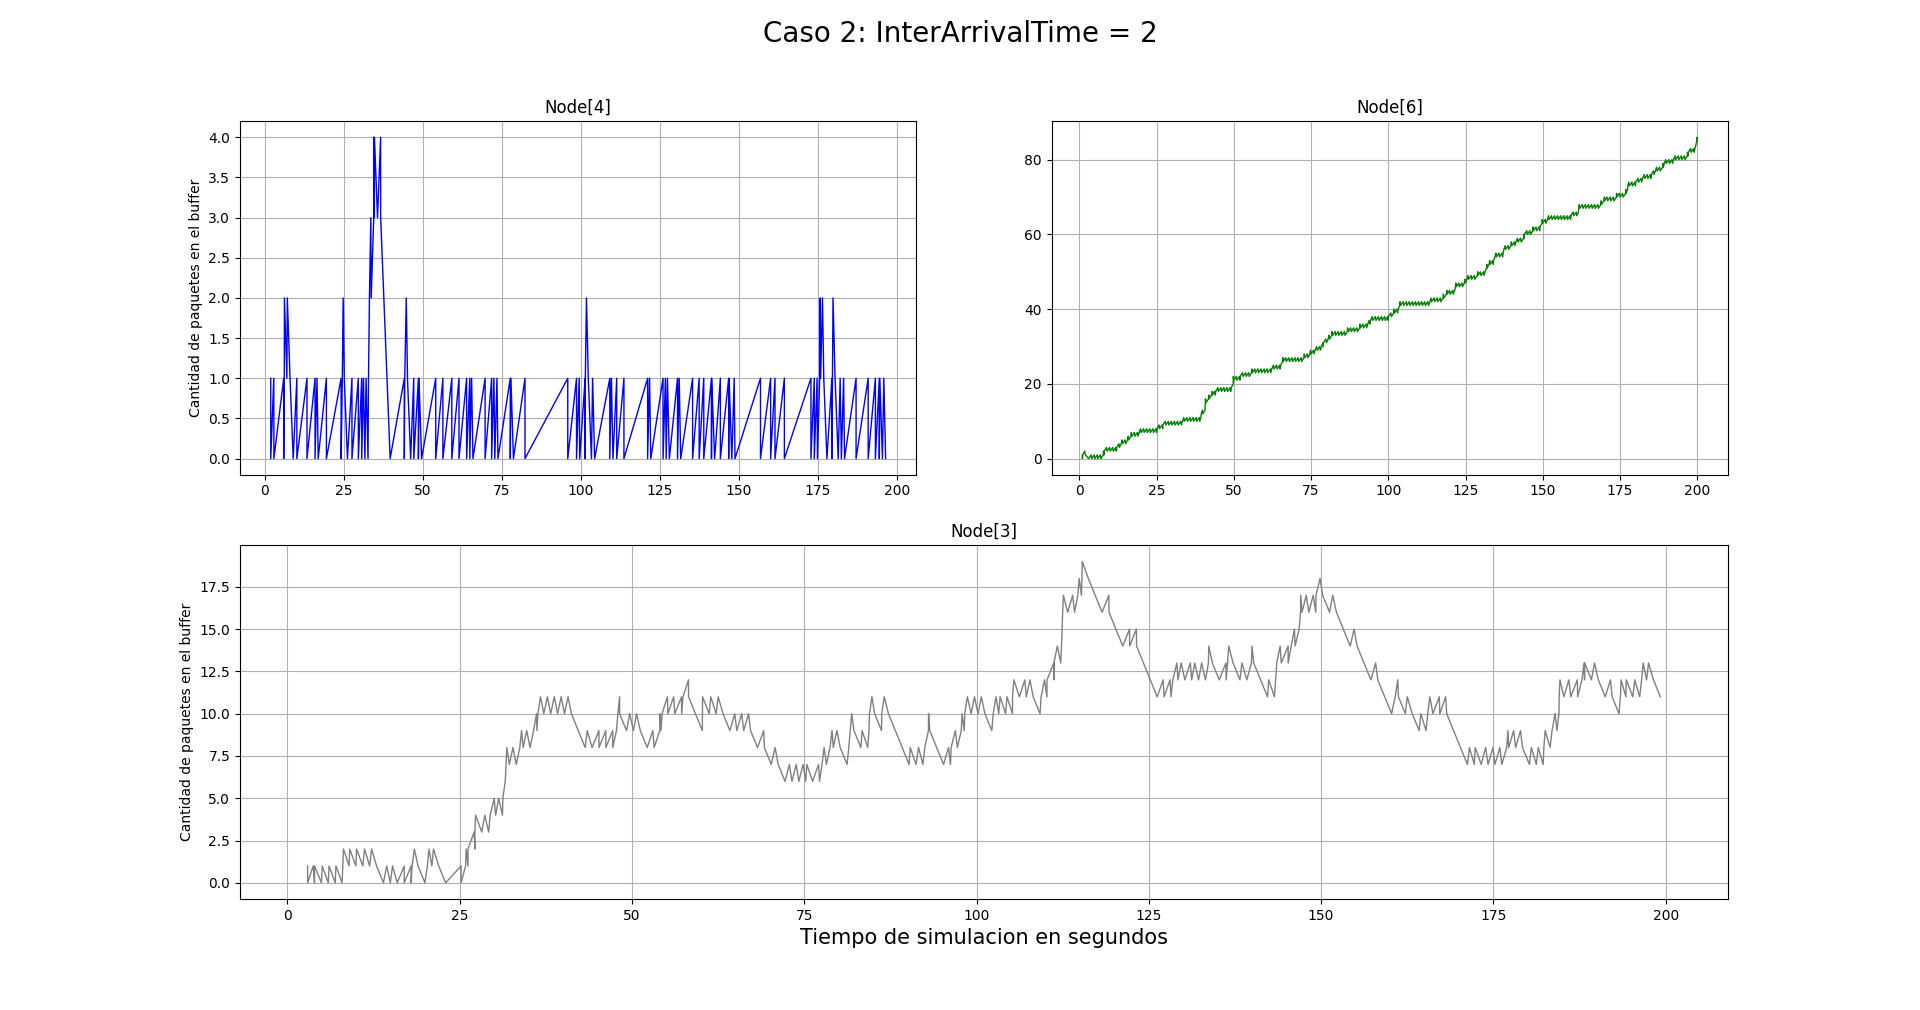 Caso 2: InterArrivalTime = 2
Node[4]
Cantidad de paquetes en el buffer
4.0
3.5
3.0
2.5
2.0
1.5
1.0
0.5
0.0
0 25 50 75 100 125 150 175 200
Node[6]
80
60
40
20
0
0 25 50 75 100 125 150 175 200
Node[3]
Cantidad de paquetes en el buffer
17.5
15.0
12.5
10.0
7.5
5.0
2.5
0.0
0 25 50 75 100 125 150 175 200
Tiempo de simulacion en segundos